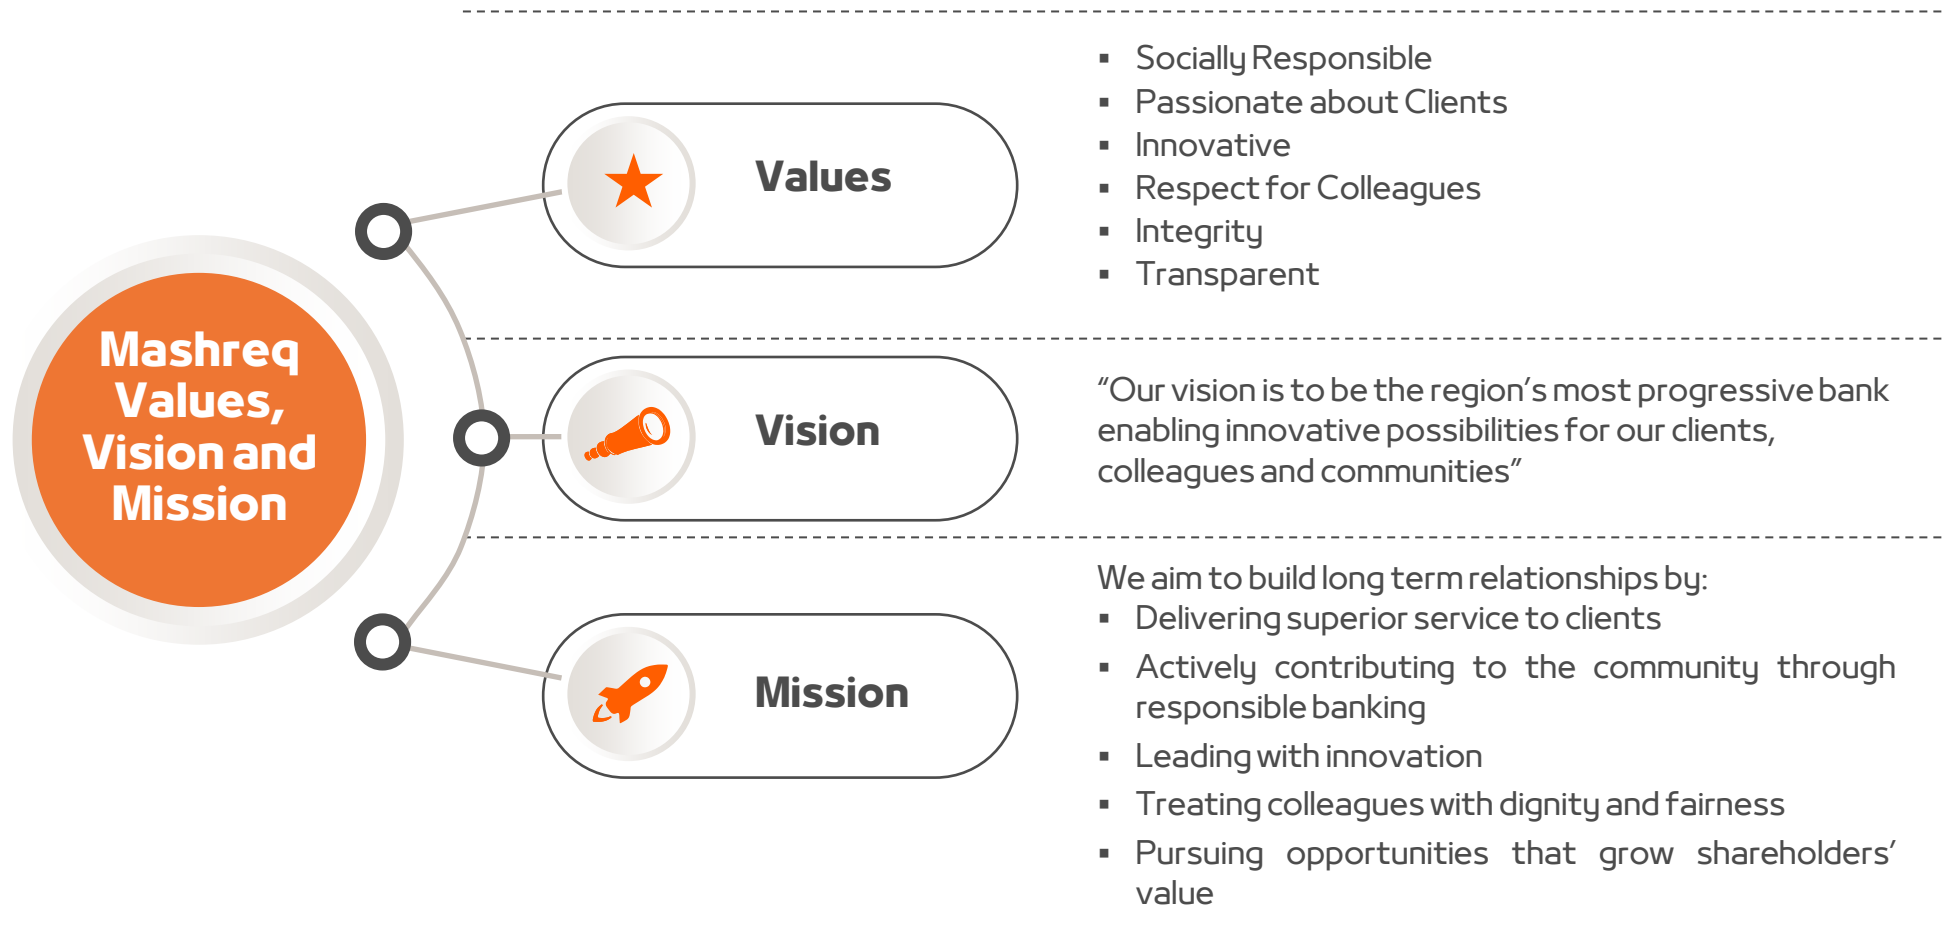 Mashreq
Values,
Vision and
Mission
Values
▪ Socially Responsible
▪ Passionate about Clients
▪ Innovative
▪ Respect for Colleagues
▪ Integrity
▪ Transparent
Vision
“Our vision is to be the region’s most progressive bank
enabling innovative possibilities for our clients,
colleagues and communities”
Mission
We aim to build long term relationships by:
▪ Delivering superior service to clients
▪ Actively contributing to the community through
responsible banking
▪ Leading with innovation
▪ Treating colleagues with dignity and fairness
▪ Pursuing opportunities that grow shareholders’
value